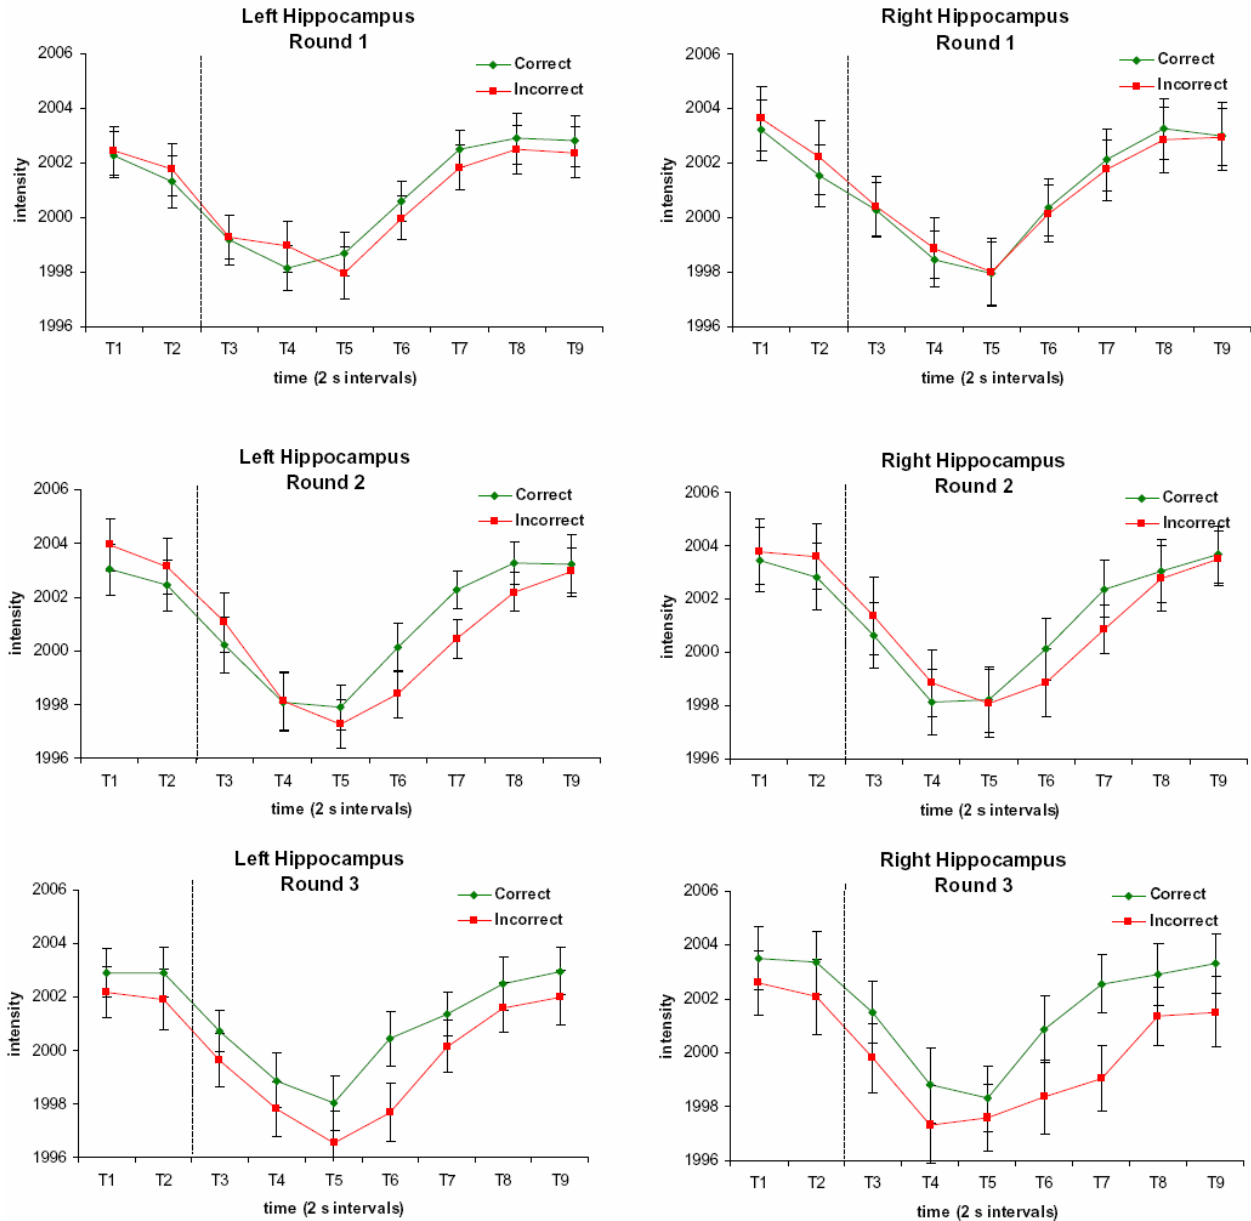 Left Hippocampus
Round 1
2006
2004
2002
2000
1998
1996
intensity
Correct
Incorrect
T1 T2 T3 T4 T5 T6 T7 T8 T9
time (2 s intervals)
Right Hippocampus
Round 1
2006
2004
2002
2000
1998
1996
intensity
Correct
Incorrect
T1 T2 T3 T4 T5 T6 T7 T8 T9
time (2 s intervals)
Left Hippocampus
Round 2
2006
2004
2002
2000
1998
1996
intensity
Correct
Incorrect
T1 T2 T3 T4 T5 T6 T7 T8 T9
time (2 s intervals)
Right Hippocampus
Round 2
2006
2004
2002
2000
1998
1996
intensity
Correct
Incorrect
T1 T2 T3 T4 T5 T6 T7 T8 T9
time (2 s intervals)
Left Hippocampus
Round 3
2006
2004
2002
2000
1998
1996
intensity
Correct
Incorrect
T1 T2 T3 T4 T5 T6 T7 T8 T9
time (2 s intervals)
Right Hippocampus
Round 3
2006
2004
2002
2000
1998
1996
intensity
Correct
Incorrect
T1 T2 T3 T4 T5 T6 T7 T8 T9
time (2 s intervals)